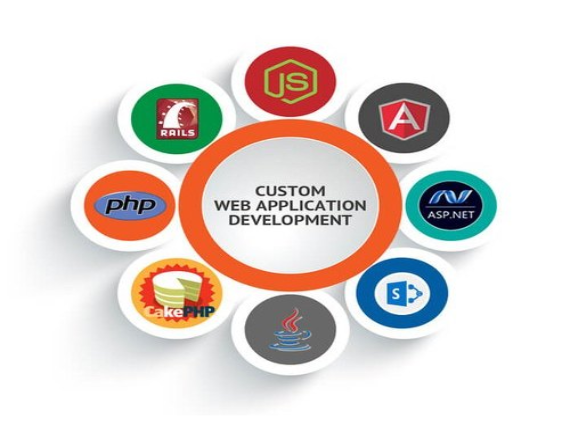 JS
RAILS
A
php
CUSTOM
WEB APPLICATION
DEVELOPMENT
ASP.NET
CakePHP
S